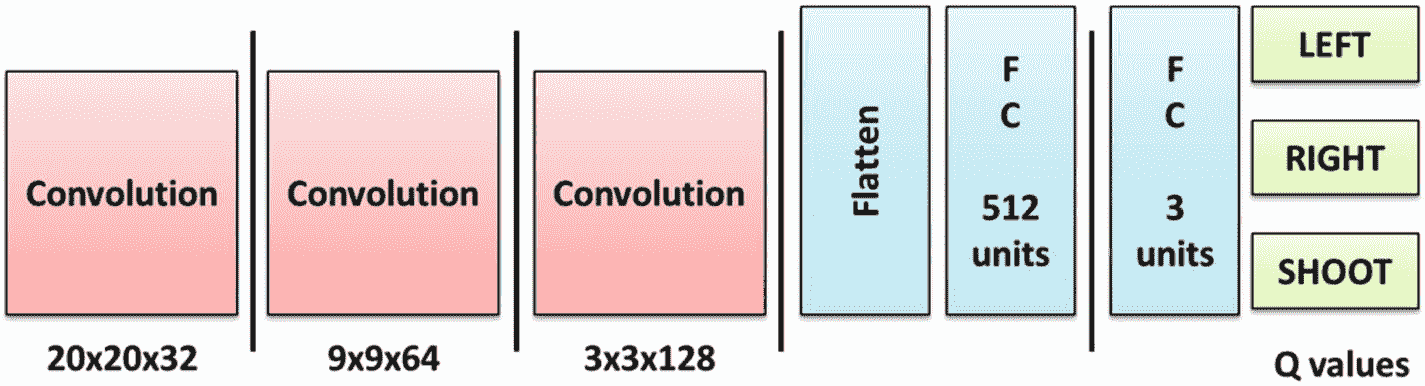 Convolution
20x20x32
Convolution
9x9x64
Convolution
3x3x128
Flatten
F
C
512
units
F
C
3
units
LEFT
RIGHT
SHOOT
Q values